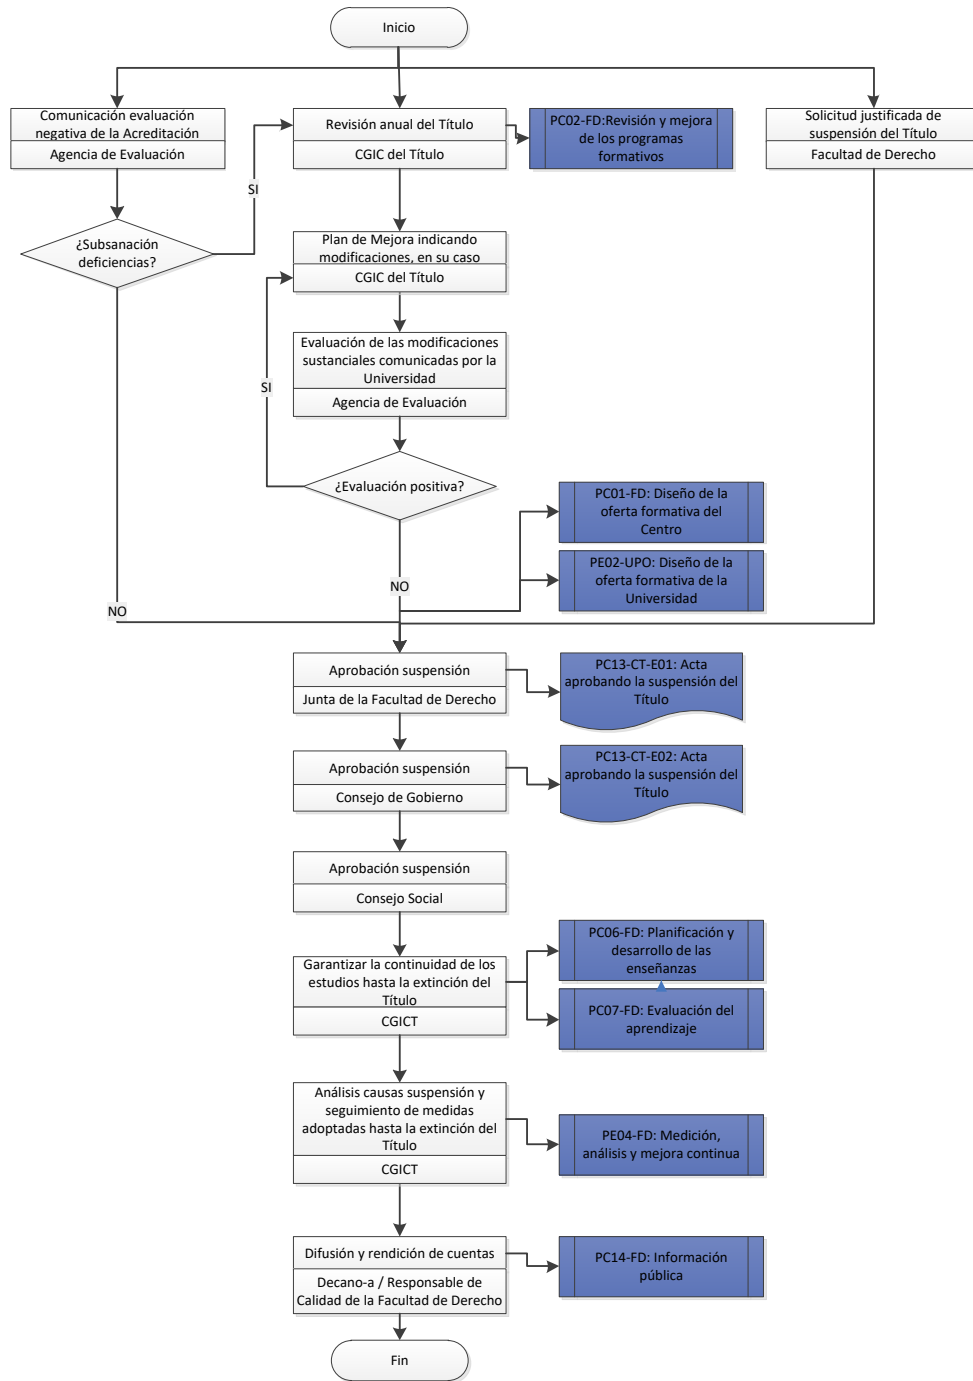 Inicio
Comunicación evaluación
negativa de la Acreditación
Agencia de Evaluación
Revisión anual del Título
CGIC del Título
PC02-FD:Revisión y mejora
de los programas
formativos
Solicitud justificada de
suspensión del Título
Facultad de Derecho
SI
¿Subsanación
deficiencias?
Plan de Mejora indicando
modificaciones, en su caso
CGIC del Título
Evaluación de las modificaciones
sustanciales comunicadas por la
Universidad
Agencia de Evaluación
SI
¿Evaluación positiva?
PC01-FD: Diseño de la
oferta formativa del
Centro
PE02-UPO: Diseño de la
oferta formativa de la
Universidad
NO
NO
Aprobación suspensión
Junta de la Facultad de Derecho
PC13-CT-E01: Acta
aprobando la suspensión del
Título
Aprobación suspensión
Consejo de Gobierno
PC13-CT-E02: Acta
aprobando la suspensión del
Título
Aprobación suspensión
Consejo Social
Garantizar la continuidad de los
estudios hasta la extinción del
Título
CGICT
PC06-FD: Planificación y
desarrollo de las
enseñanzas
PC07-FD: Evaluación del
aprendizaje
Análisis causas suspensión y
seguimiento de medidas
adoptadas hasta la extinción del
Título
CGICT
PE04-FD: Medición,
análisis y mejora continua
Difusión y rendición de cuentas
Decano-a / Responsable de
Calidad de la Facultad de Derecho
PC14-FD: Información
pública
Fin